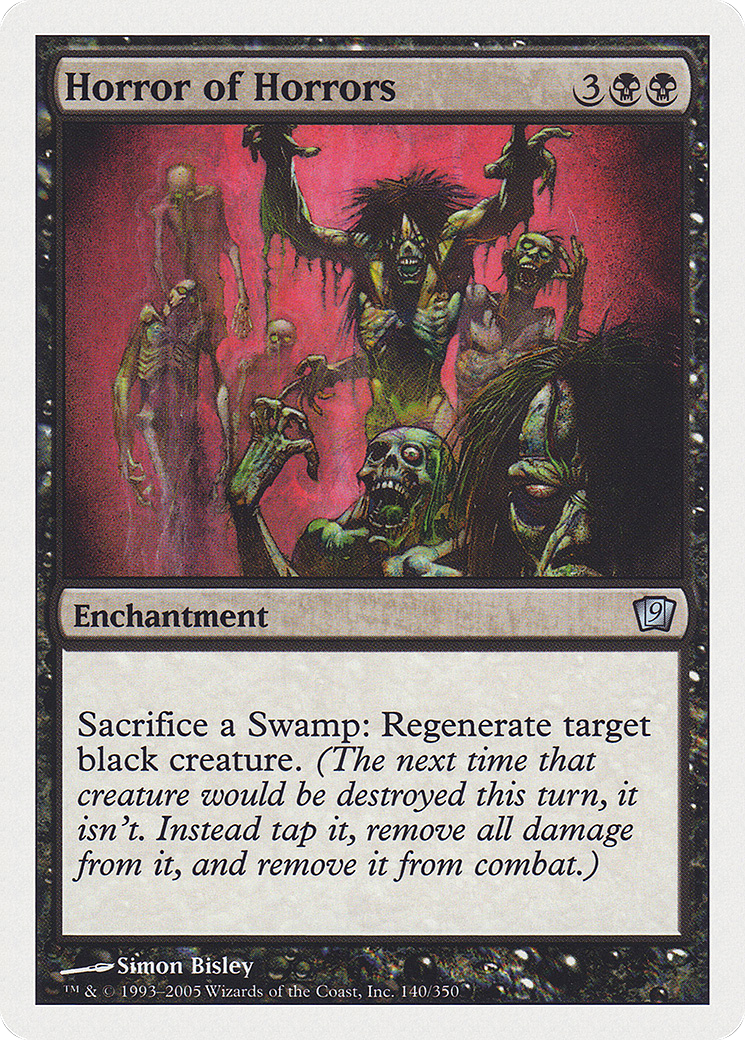 Horror of Horrors 3
Enchantment 9
Sacrifice a Swamp: Regenerate target
black creature. (The next time that
creature would be destroyed this turn, it
isn't. Instead tap it, remove all damage
from it, and remove it from combat.)
Simon Bisley
™ & © 1993–2005 Wizards of the Coast, Inc. 140/350